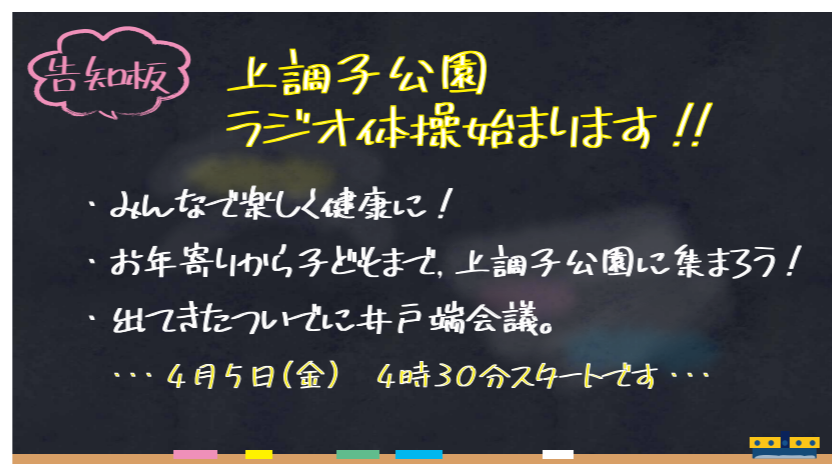 告知板
上調子公園
ラジオ体操始まります!!
・みんなで楽しく健康に!
・お年寄りから子どもまで,上調子公園に集まろう!
・出てきたついでに井戸端会議。
…4月5日(金) 4時30分スタートです…